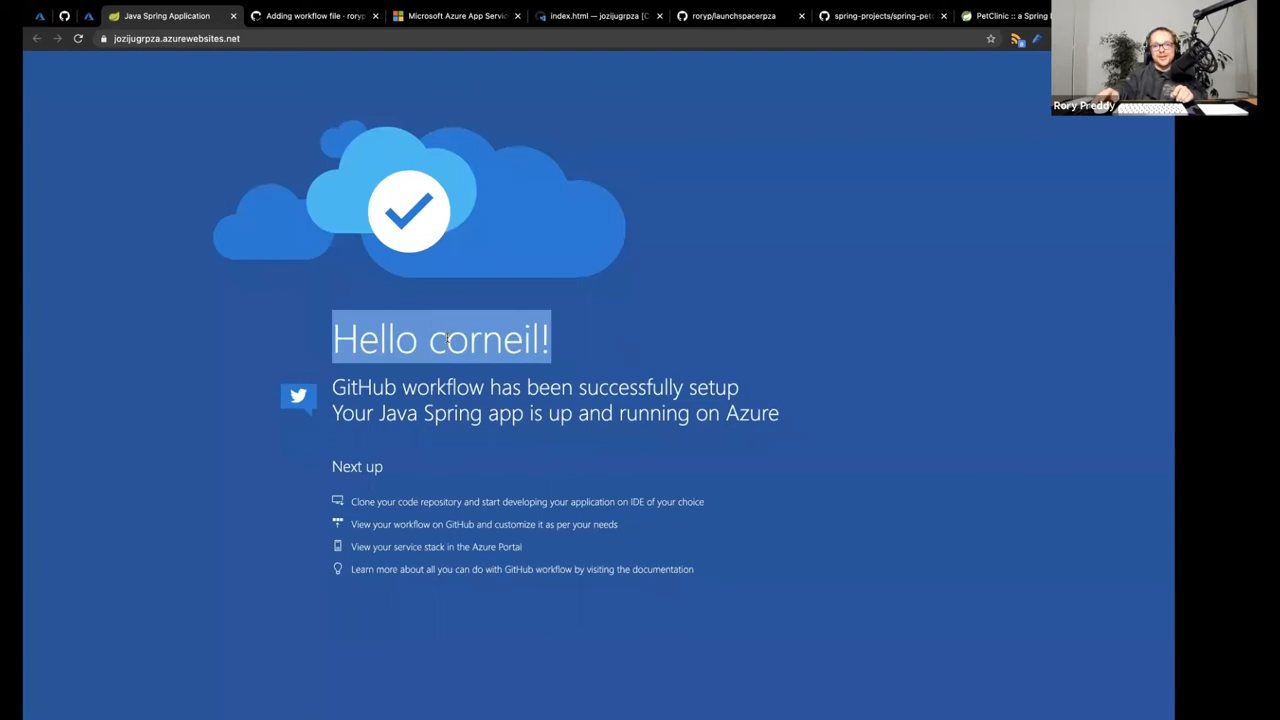 Java Spring Application
Adding workflow file · roryp
Microsoft Azure App Servic
index.html — jozijugrpza [C
roryp/launchspacerpza
spring-projects/spring-petc
PetClinic :: a Spring
jozijugrpza.azurewebsites.net
Rory Preddy
Hello corneil!
GitHub workflow has been successfully setup
Your Java Spring app is up and running on Azure
Next up
Clone your code repository and start developing your application on IDE of your choice
View your workflow on GitHub and customize it as per your needs
View your service stack in the Azure Portal
Learn more about all you can do with GitHub workflow by visiting the documentation